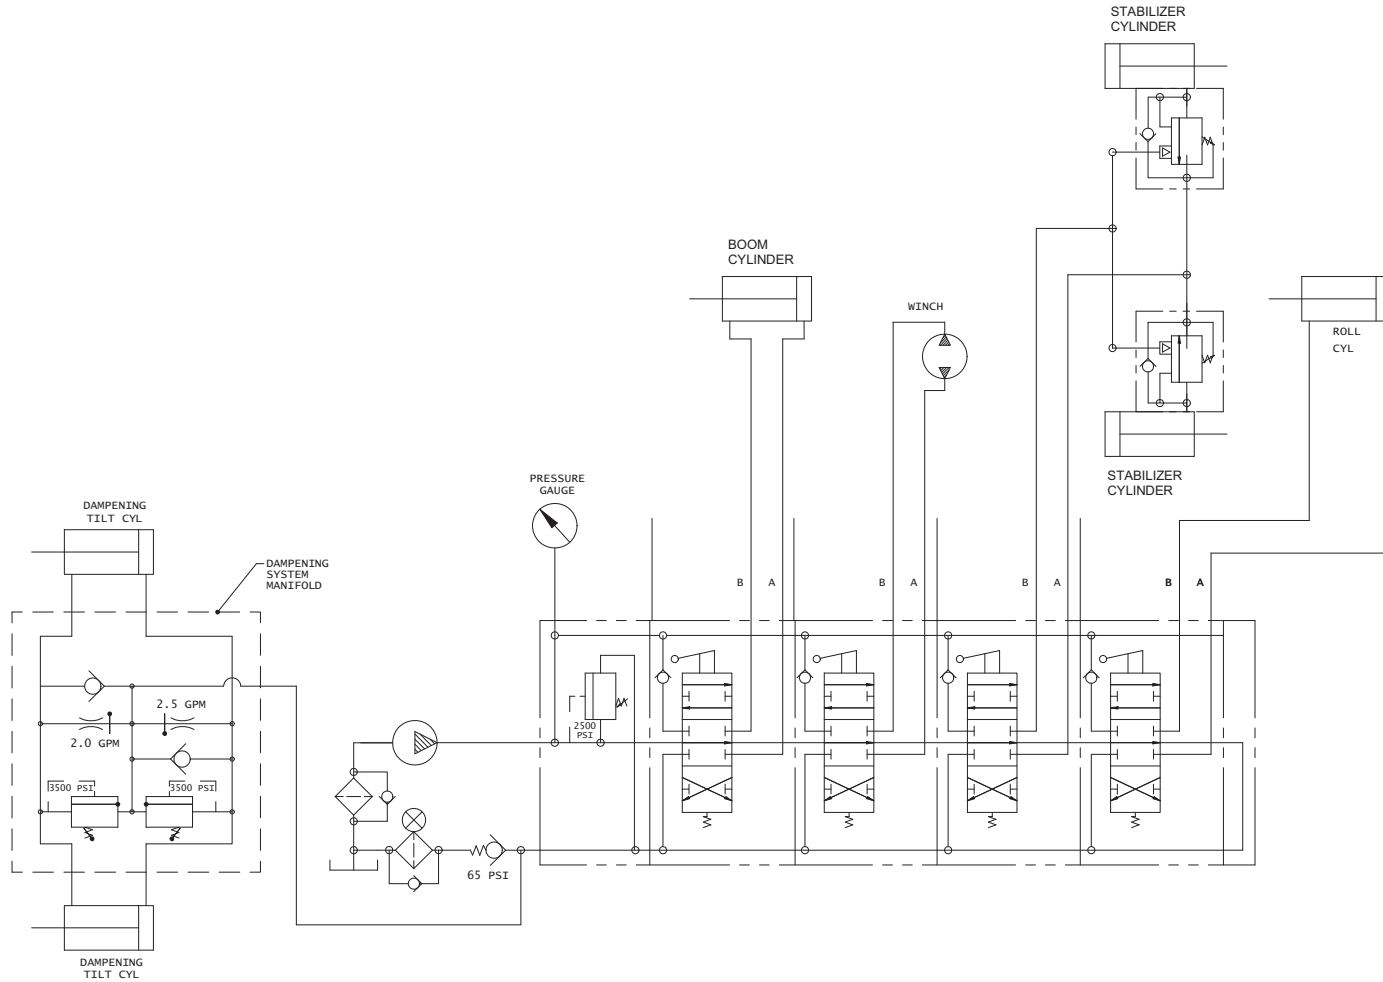 STABILIZER
CYLINDER
BOOM
CYLINDER
WINCH
ROLL
CYL
STABILIZER
CYLINDER
PRESSURE
GAUGE
DAMPENING
TILT CYL
DAMPENING
SYSTEM
MANIFOLD
B A B A B A B A
2.5 GPM
2.0 GPM
2500
PSI
3500 PSI 3500 PSI
65 PSI
DAMPENING
TILT CYL